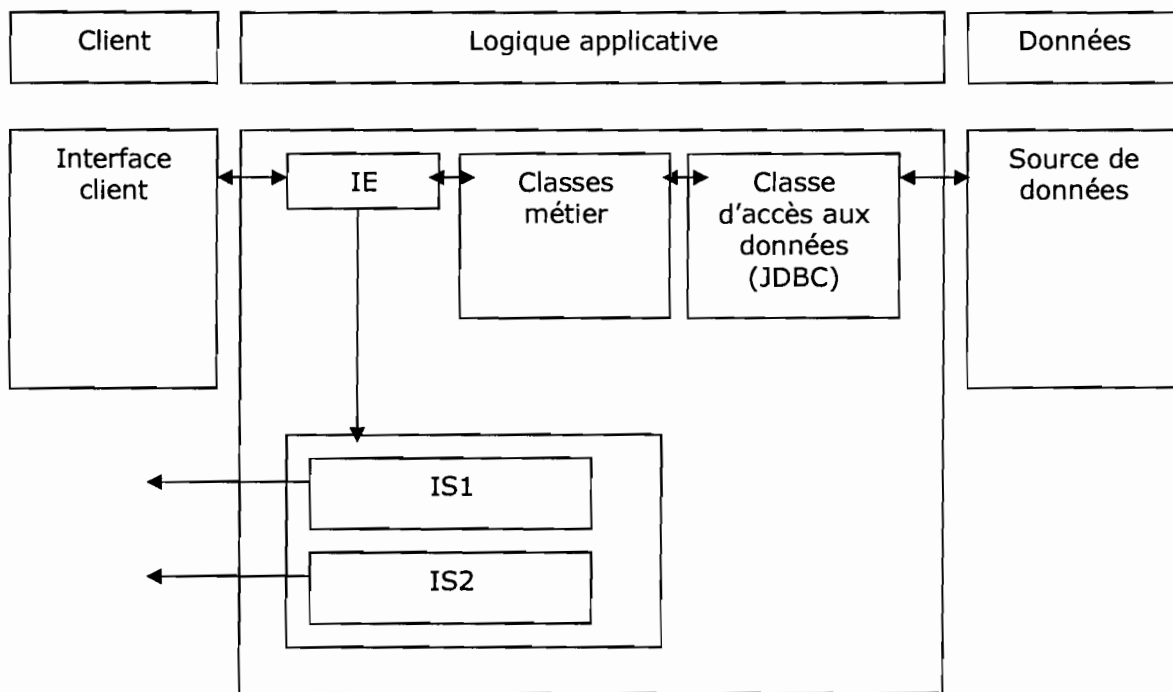 Client
Logique applicative
Données
Interface
client
IE
Classes
métier
Classe
d'accès aux
données
(JDBC)
Source de
données
IS1
IS2